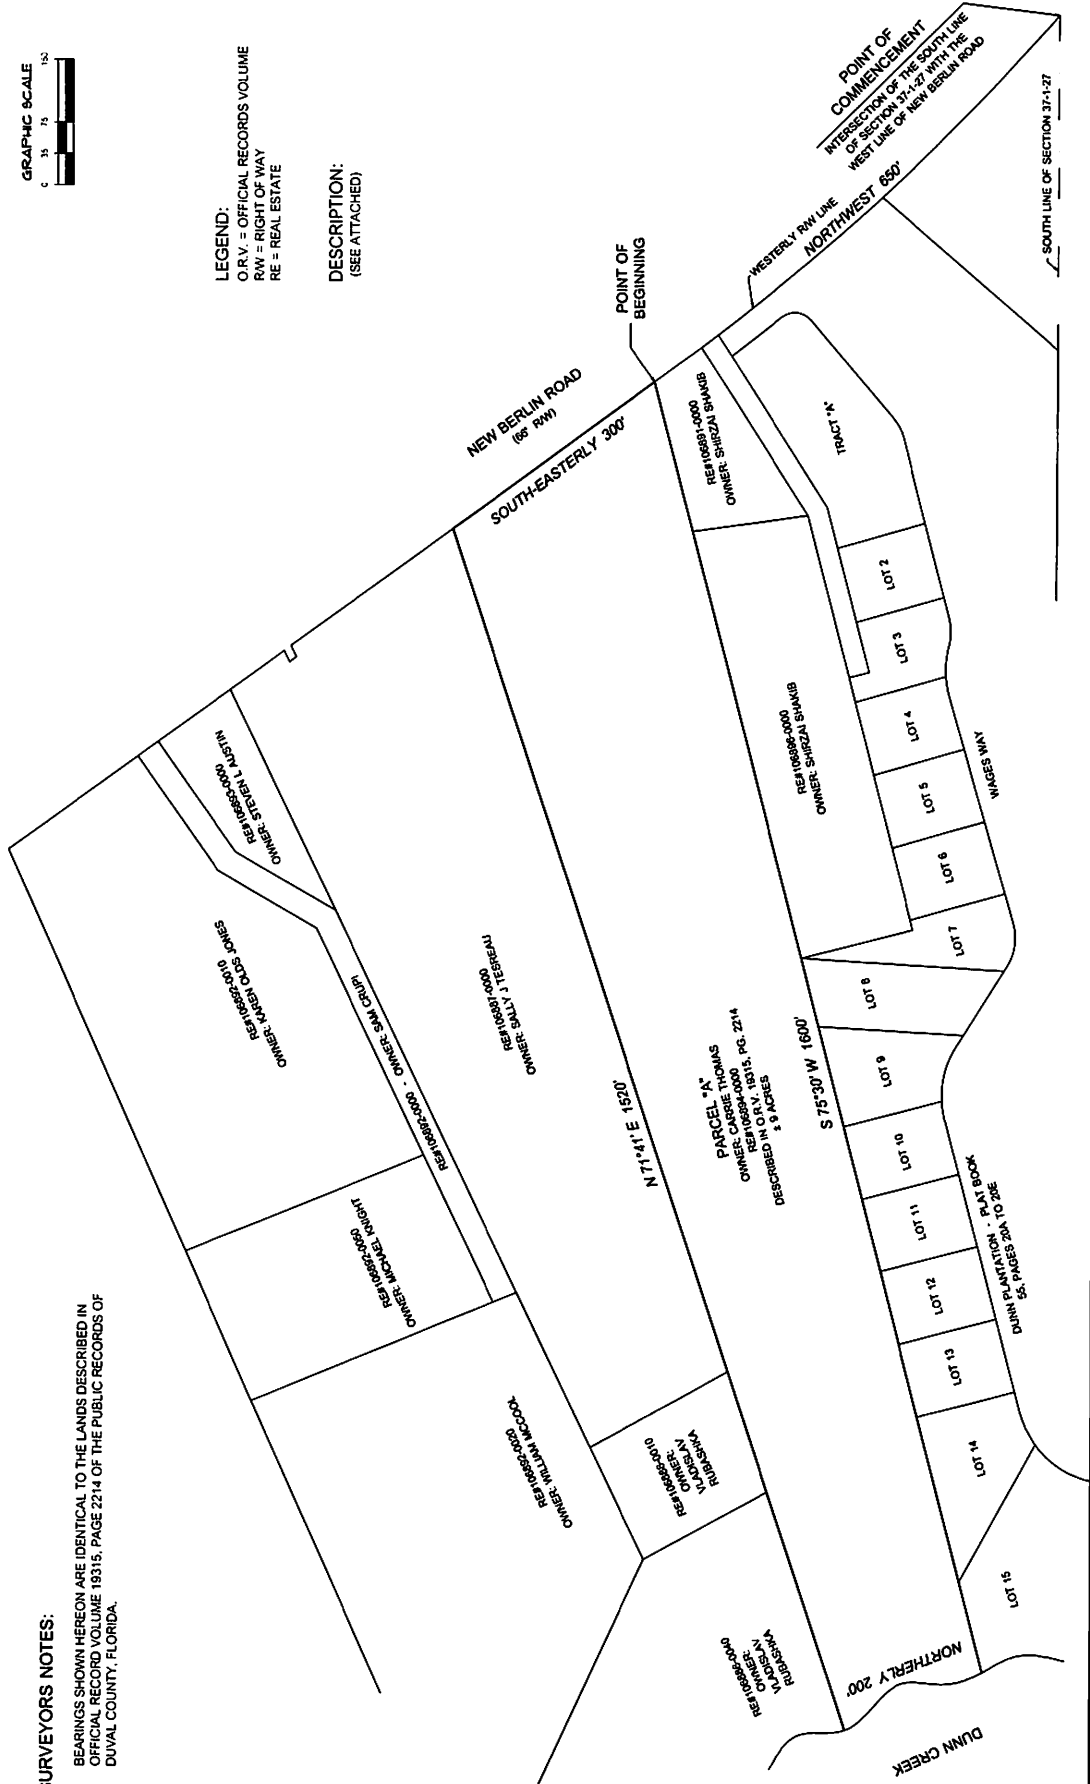 SURVEYORS NOTES:
BEARINGS SHOWN HEREON ARE IDENTICAL TO THE LANDS DESCRIBED IN
OFFICIAL RECORD VOLUME 19315, PAGE 2214 OF THE PUBLIC RECORDS OF
DUVAL COUNTY, FLORIDA.
GRAPHIC SCALE
0
75
150
LEGEND:
O.R.V. = OFFICIAL RECORDS VOLUME
R/W = RIGHT OF WAY
RE = REAL ESTATE
DESCRIPTION:
(SEE ATTACHED)
RE#106892-0010
OWNER: KAREN OLDS JONES
RE#106893-0000
OWNER: STEVEN L AUSTIN
RE#106892-0060
OWNER: MICHAEL KNIGHT
RE#106892-0000 - OWNER: SAM CRUPI
RE#106892-0020
OWNER: WILLIAM MCCOOL
RE#106887-0000
OWNER: SALLY J TESREAU
NEW BERLIN ROAD
(66' R/W)
SOUTH-EASTERLY 300'
POINT OF
BEGINNING
N 71°41' E 1520'
RE#106886-0010
OWNER:
VLADISLAV
RUBASHKA
RE#106886-0040
OWNER:
VLADISLAV
RUBASHKA
PARCEL "A"
OWNER: CARRIE THOMAS
RE#106894-0000
DESCRIBED IN O.R.V. 19315, PG. 2214
± 9 ACRES
S 75°30' W 1600'
NORTHERLY 200'
DUNN CREEK
RE#106891-0000
OWNER: SHIRZAI SHAKIB
RE#106896-0000
OWNER: SHIRZAI SHAKIB
WESTERLY R/W LINE
NORTHWEST 650'
POINT OF
COMMENCEMENT
INTERSECTION OF THE SOUTH LINE
OF SECTION 37-1-27 WITH THE
WEST LINE OF NEW BERLIN ROAD
SOUTH LINE OF SECTION 37-1-27
TRACT "A"
LOT 2
LOT 3
LOT 4
LOT 5
LOT 6
LOT 7
LOT 8
LOT 9
LOT 10
LOT 11
LOT 12
LOT 13
LOT 14
LOT 15
WAGES WAY
DUNN PLANTATION - PLAT BOOK
55, PAGES 20A TO 20E